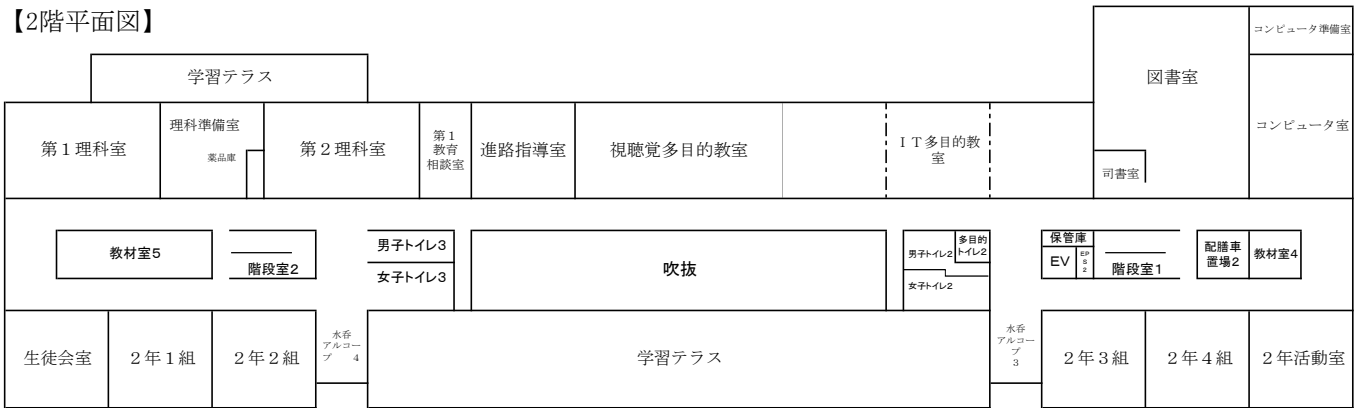 【2階平面図】
コンピュータ準備室
学習テラス
図書室
第1理科室
理科準備室
薬品庫
第2理科室
第1
教育
相談室
進路指導室
視聴覚多目的教室
IT多目的教
室
司書室
コンピュータ室
教材室5
階段室2
男子トイレ3
女子トイレ3
吹抜
男子トイレ2
多目的
トイレ2
女子トイレ2
保管庫
EV
EP
S
2
階段室1
配膳車
置場2
教材室4
生徒会室
2年1組
2年2組
水呑
アルコー
プ 4
学習テラス
水呑
アルコー
プ
3
2年3組
2年4組
2年活動室